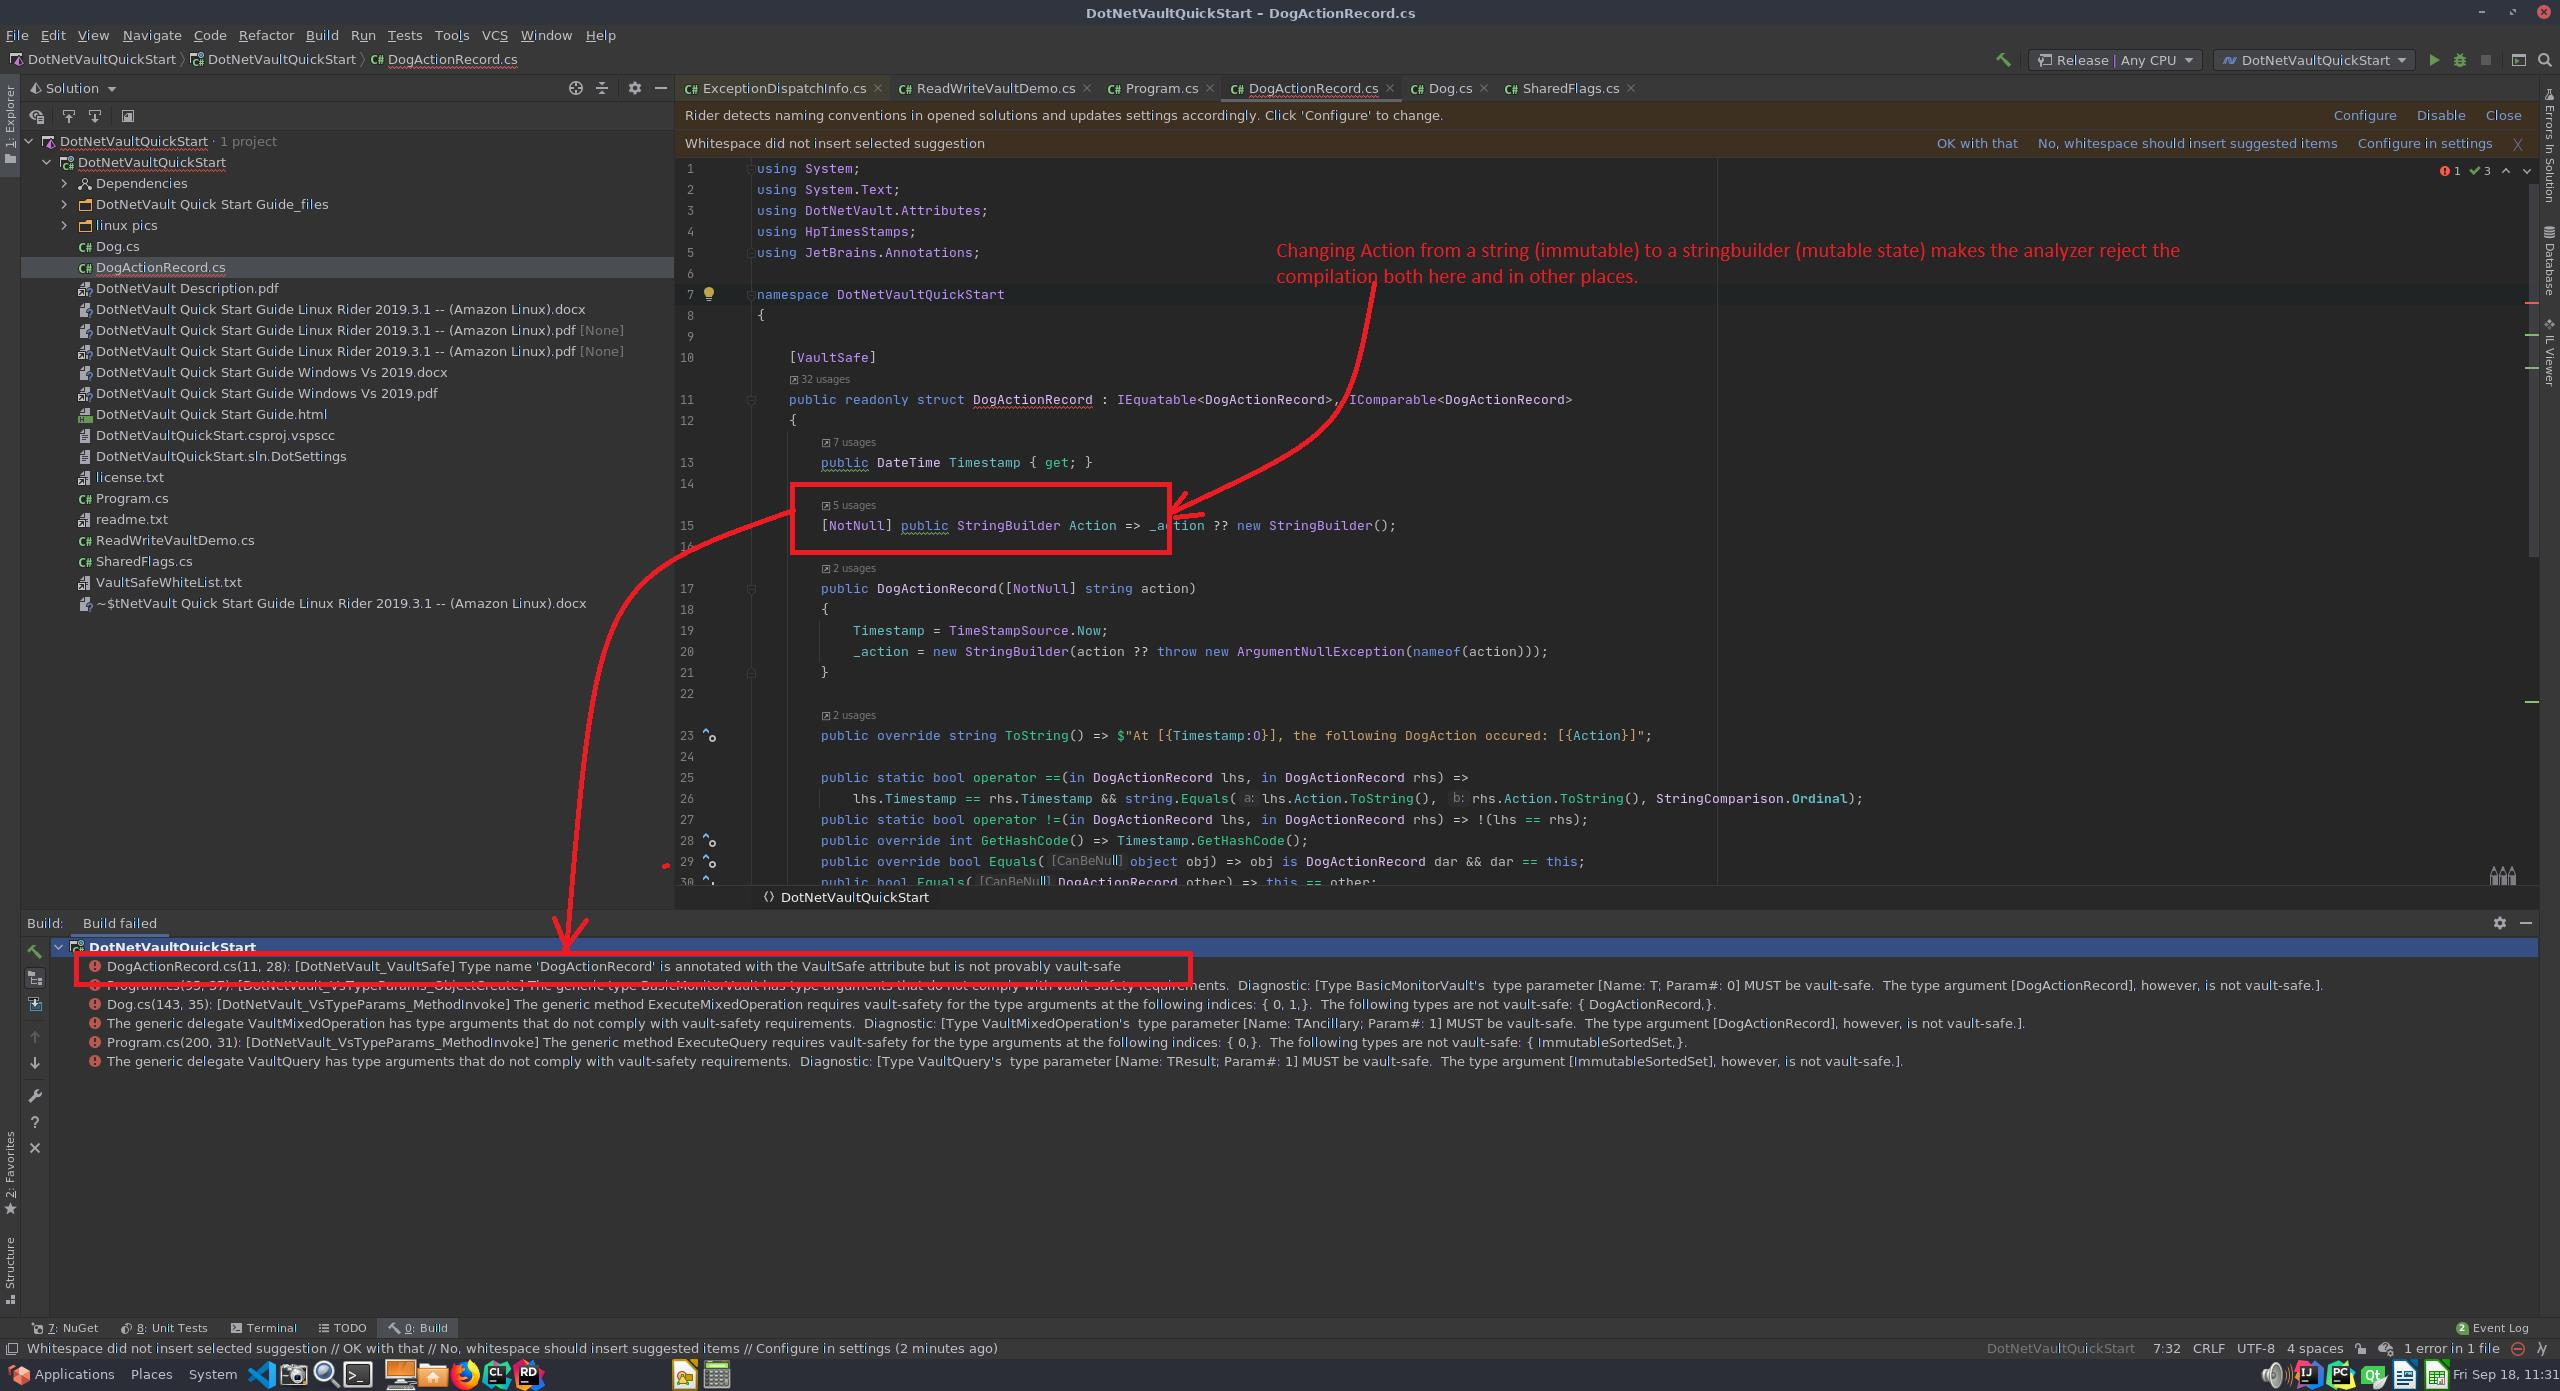 DotNetVaultQuickStart – DogActionRecord.cs
File Edit View Navigate Code Refactor Build Run Tests Tools VCS Window Help
DotNetVaultQuickStart DotNetVaultQuickStart DogActionRecord.cs
Release | Any CPU DotNetVaultQuickStart
Solution
ExceptionDispatchInfo.cs ReadWriteVaultDemo.cs Program.cs DogActionRecord.cs Dog.cs SharedFlags.cs
1: Explorer
DotNetVaultQuickStart · 1 project
DotNetVaultQuickStart
Dependencies
DotNetVault Quick Start Guide_files
linux pics
Dog.cs
DogActionRecord.cs
DotNetVault Description.pdf
DotNetVault Quick Start Guide Linux Rider 2019.3.1 -- (Amazon Linux).docx
DotNetVault Quick Start Guide Linux Rider 2019.3.1 -- (Amazon Linux).pdf [None]
DotNetVault Quick Start Guide Linux Rider 2019.3.1 -- (Amazon Linux).pdf [None]
DotNetVault Quick Start Guide Windows Vs 2019.docx
DotNetVault Quick Start Guide Windows Vs 2019.pdf
DotNetVault Quick Start Guide.html
DotNetVaultQuickStart.csproj.vspscc
DotNetVaultQuickStart.sln.DotSettings
license.txt
Program.cs
readme.txt
ReadWriteVaultDemo.cs
SharedFlags.cs
VaultSafeWhiteList.txt
~$tNetVault Quick Start Guide Linux Rider 2019.3.1 -- (Amazon Linux).docx
Rider detects naming conventions in opened solutions and updates settings accordingly. Click 'Configure' to change. Configure Disable Close
Whitespace did not insert selected suggestion OK with that No, whitespace should insert suggested items Configure in settings X
1 3
1 using System;
2 using System.Text;
3 using DotNetVault.Attributes;
4 using HpTimesStamps;
5 using JetBrains.Annotations;
Changing Action from a string (immutable) to a stringbuilder (mutable state) makes the analyzer reject the
compilation both here and in other places.
6
7 namespace DotNetVaultQuickStart
8 {
9
10 [VaultSafe]
32 usages
11 public readonly struct DogActionRecord : IEquatable<DogActionRecord>, IComparable<DogActionRecord>
12 {
7 usages
13 public DateTime Timestamp { get; }
14
5 usages
15 [NotNull] public StringBuilder Action => _action ?? new StringBuilder();
16
2 usages
17 public DogActionRecord([NotNull] string action)
18 {
19 Timestamp = TimeStampSource.Now;
20 _action = new StringBuilder(action ?? throw new ArgumentNullException(nameof(action)));
21 }
22
2 usages
23 public override string ToString() => $"At [{Timestamp:O}], the following DogAction occured: [{Action}]";
24
25 public static bool operator ==(in DogActionRecord lhs, in DogActionRecord rhs) =>
26 lhs.Timestamp == rhs.Timestamp && string.Equals( a: lhs.Action.ToString(), b: rhs.Action.ToString(), StringComparison.Ordinal);
27 public static bool operator !=(in DogActionRecord lhs, in DogActionRecord rhs) => !(lhs == rhs);
28 public override int GetHashCode() => Timestamp.GetHashCode();
29 public override bool Equals( [CanBeNull] object obj) => obj is DogActionRecord dar && dar == this;
30 public bool Equals( [CanBeNull] DogActionRecord other) => this == other;
DotNetVaultQuickStart
Errors In Solution
Database
IL Viewer
Build: Build failed
DotNetVaultQuickStart
DogActionRecord.cs(11, 28): [DotNetVault_VaultSafe] Type name 'DogActionRecord' is annotated with the VaultSafe attribute but is not provably vault-safe
[DotNetVault_VsTypeParams_ObjectCreate] The generic type BasicMonitorVault has type arguments that do not comply with vault-safety requirements. Diagnostic: [Type BasicMonitorVault's type parameter [Name: T; Param#: 0] MUST be vault-safe. The type argument [DogActionRecord], however, is not vault-safe.].
Dog.cs(143, 35): [DotNetVault_VsTypeParams_MethodInvoke] The generic method ExecuteMixedOperation requires vault-safety for the type arguments at the following indices: { 0, 1,}. The following types are not vault-safe: { DogActionRecord,}.
The generic delegate VaultMixedOperation has type arguments that do not comply with vault-safety requirements. Diagnostic: [Type VaultMixedOperation's type parameter [Name: TAncillary; Param#: 1] MUST be vault-safe. The type argument [DogActionRecord], however, is not vault-safe.].
Program.cs(200, 31): [DotNetVault_VsTypeParams_MethodInvoke] The generic method ExecuteQuery requires vault-safety for the type arguments at the following indices: { 0,}. The following types are not vault-safe: { ImmutableSortedSet,}.
The generic delegate VaultQuery has type arguments that do not comply with vault-safety requirements. Diagnostic: [Type VaultQuery's type parameter [Name: TResult; Param#: 1] MUST be vault-safe. The type argument [ImmutableSortedSet], however, is not vault-safe.].
2: Favorites
Structure
7: NuGet 8: Unit Tests Terminal TODO 0: Build 2 Event Log
Whitespace did not insert selected suggestion // OK with that // No, whitespace should insert suggested items // Configure in settings (2 minutes ago) DotNetVaultQuickStart 7:32 CRLF UTF-8 4 spaces 1 error in 1 file
Applications Places System CL RD IJ PC Qt Fri Sep 18, 11:31